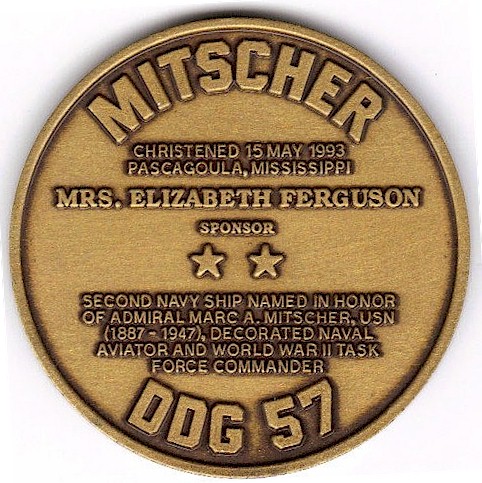 MITSCHER
CHRISTENED 15 MAY 1993
PASCAGOULA, MISSISSIPPI
MRS. ELIZABETH FERGUSON
SPONSOR
SECOND NAVY SHIP NAMED IN HONOR
OF ADMIRAL MARC A. MITSCHER, USN
(1887 - 1947), DECORATED NAVAL
AVIATOR AND WORLD WAR II TASK
FORCE COMMANDER
DDG 57